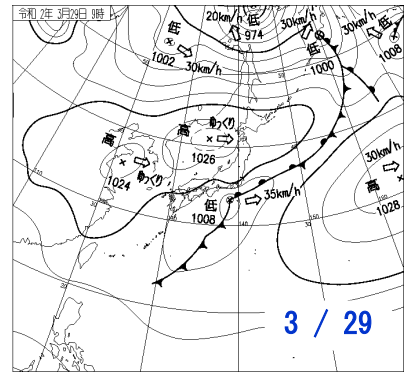 令和 2年 3月29日 9時
低
1002
30km/h
20km/h
低
974
30km/h
低
1000
30km/h
低
1008
高
1024
ゆっくり
高
1026
ゆっくり
低
1008
35km/h
30km/h
高
1028
3 / 29